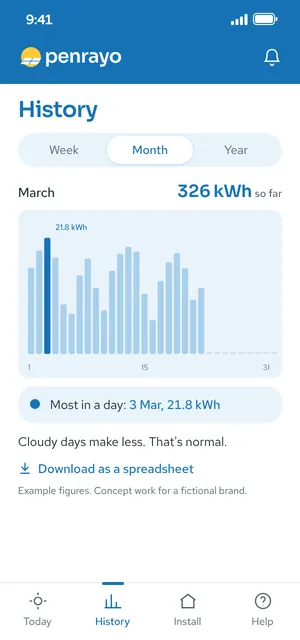 9:41
penrayo
History
Week Month Year
March 326 kWh so far
21.8 kWh
1 15 31
Most in a day: 3 Mar, 21.8 kWh
Cloudy days make less. That's normal.
Download as a spreadsheet
Example figures. Concept work for a fictional brand.
Today History Install Help